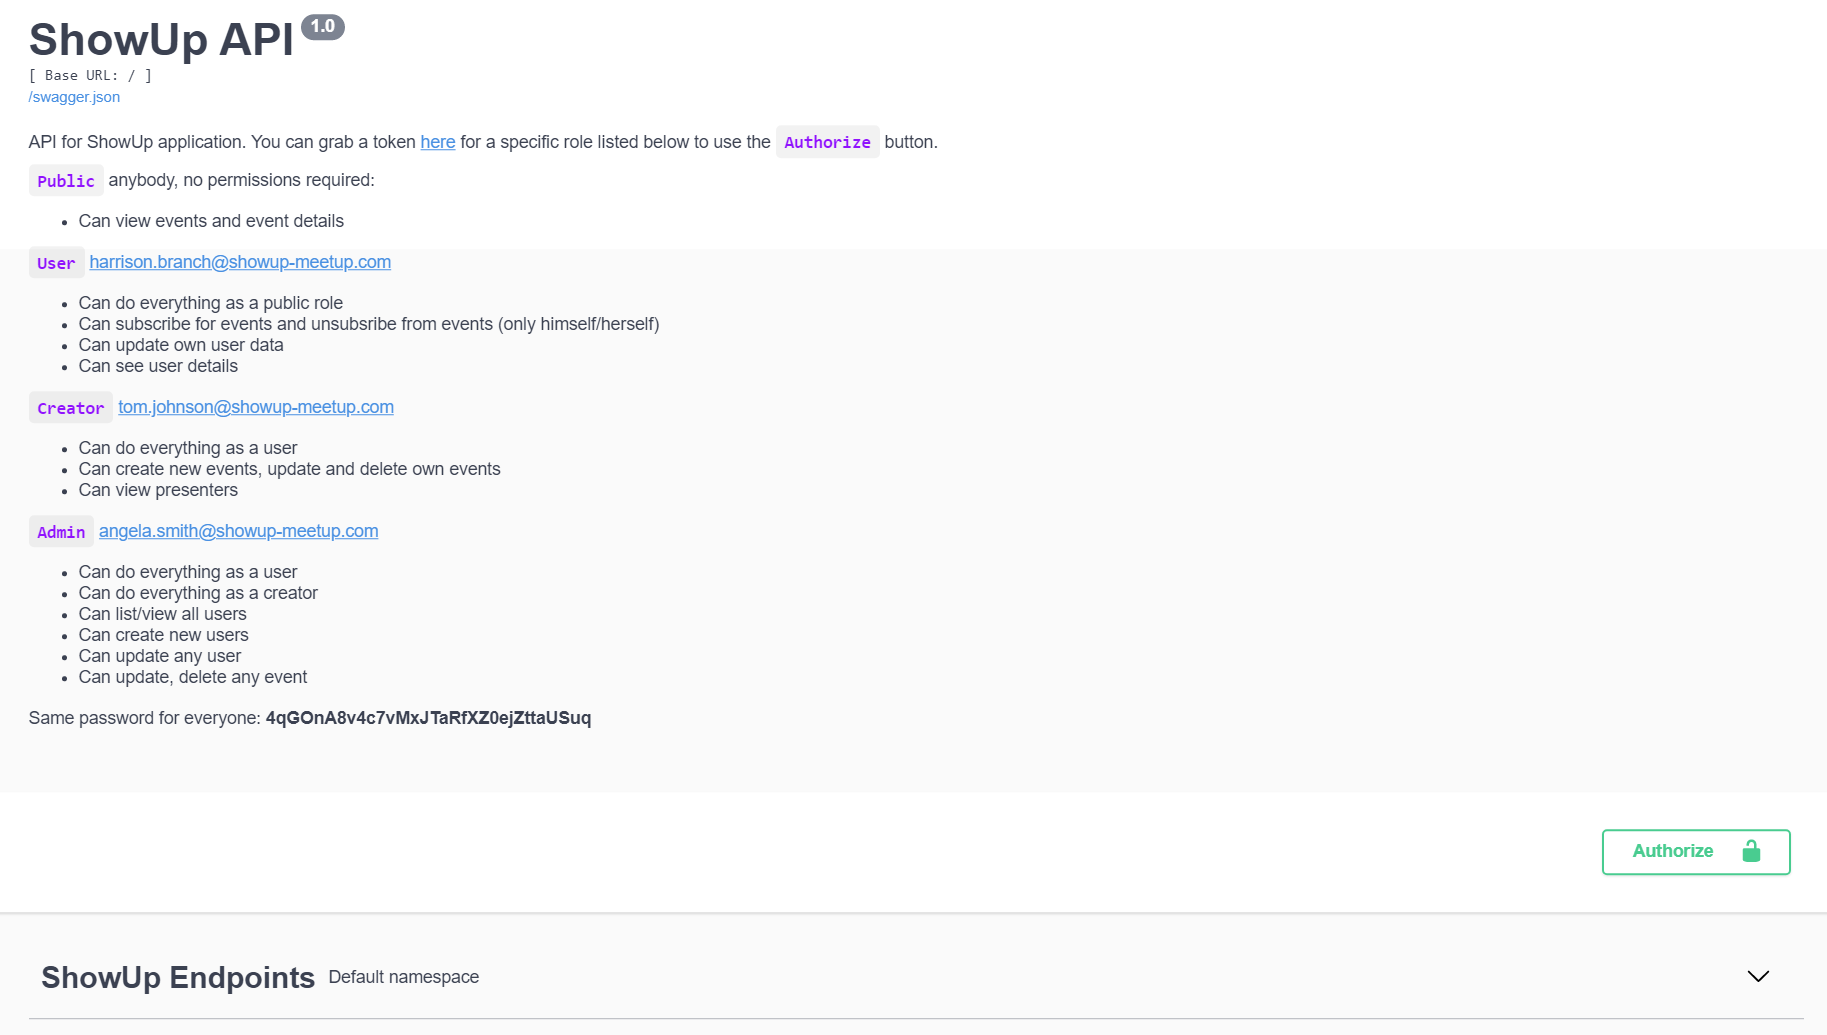 ShowUp API 1.0
[ Base URL: / ]
/swagger.json
API for ShowUp application. You can grab a token here for a specific role listed below to use the Authorize button.
Public anybody, no permissions required:
• Can view events and event details
User harrison.branch@showup-meetup.com
• Can do everything as a public role
• Can subscribe for events and unsubsribe from events (only himself/herself)
• Can update own user data
• Can see user details
Creator tom.johnson@showup-meetup.com
• Can do everything as a user
• Can create new events, update and delete own events
• Can view presenters
Admin angela.smith@showup-meetup.com
• Can do everything as a user
• Can do everything as a creator
• Can list/view all users
• Can create new users
• Can update any user
• Can update, delete any event
Same password for everyone: 4qGOnA8v4c7vMxJTaRfXZ0ejZttaUSuq
Authorize
ShowUp Endpoints Default namespace